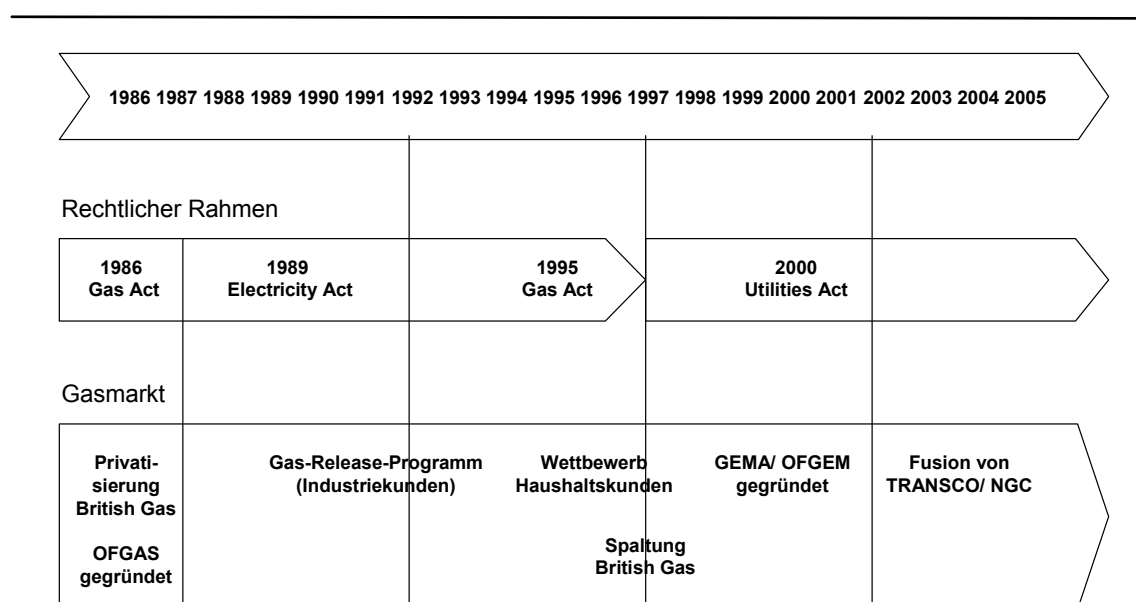 1986 1987 1988 1989 1990 1991 1992 1993 1994 1995 1996 1997 1998 1999 2000 2001 2002 2003 2004 2005
Rechtlicher Rahmen
1986
Gas Act
1989
Electricity Act
1995
Gas Act
2000
Utilities Act
Gasmarkt
Privati-
sierung
British Gas
OFGAS
gegründet
Gas-Release-Programm
(Industriekunden)
Wettbewerb
Haushaltskunden
Spaltung
British Gas
GEMA/ OFGEM
gegründet
Fusion von
TRANSCO/ NGC